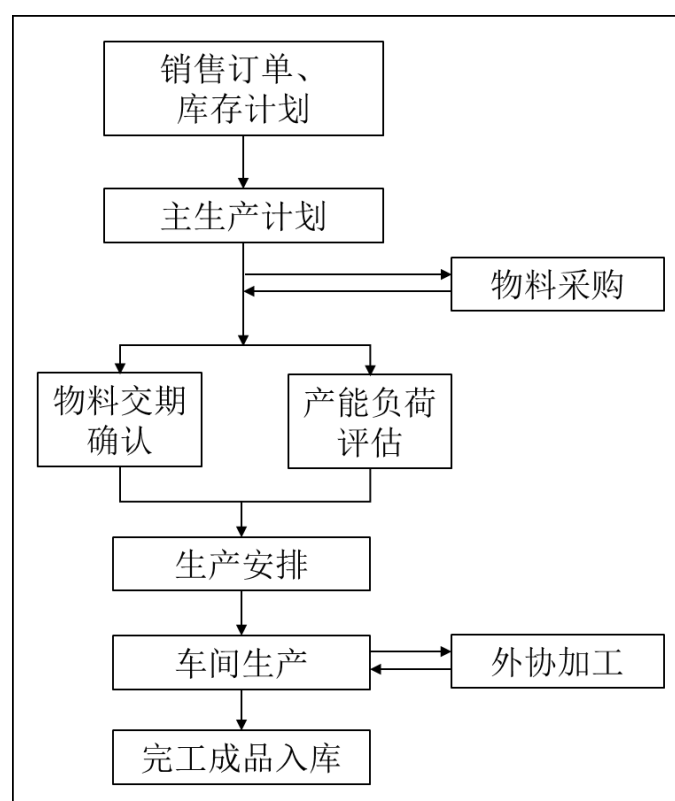 销售订单、
库存计划
主生产计划
物料采购
物料交期
确认
产能负荷
评估
生产安排
车间生产
外协加工
完工成品入库